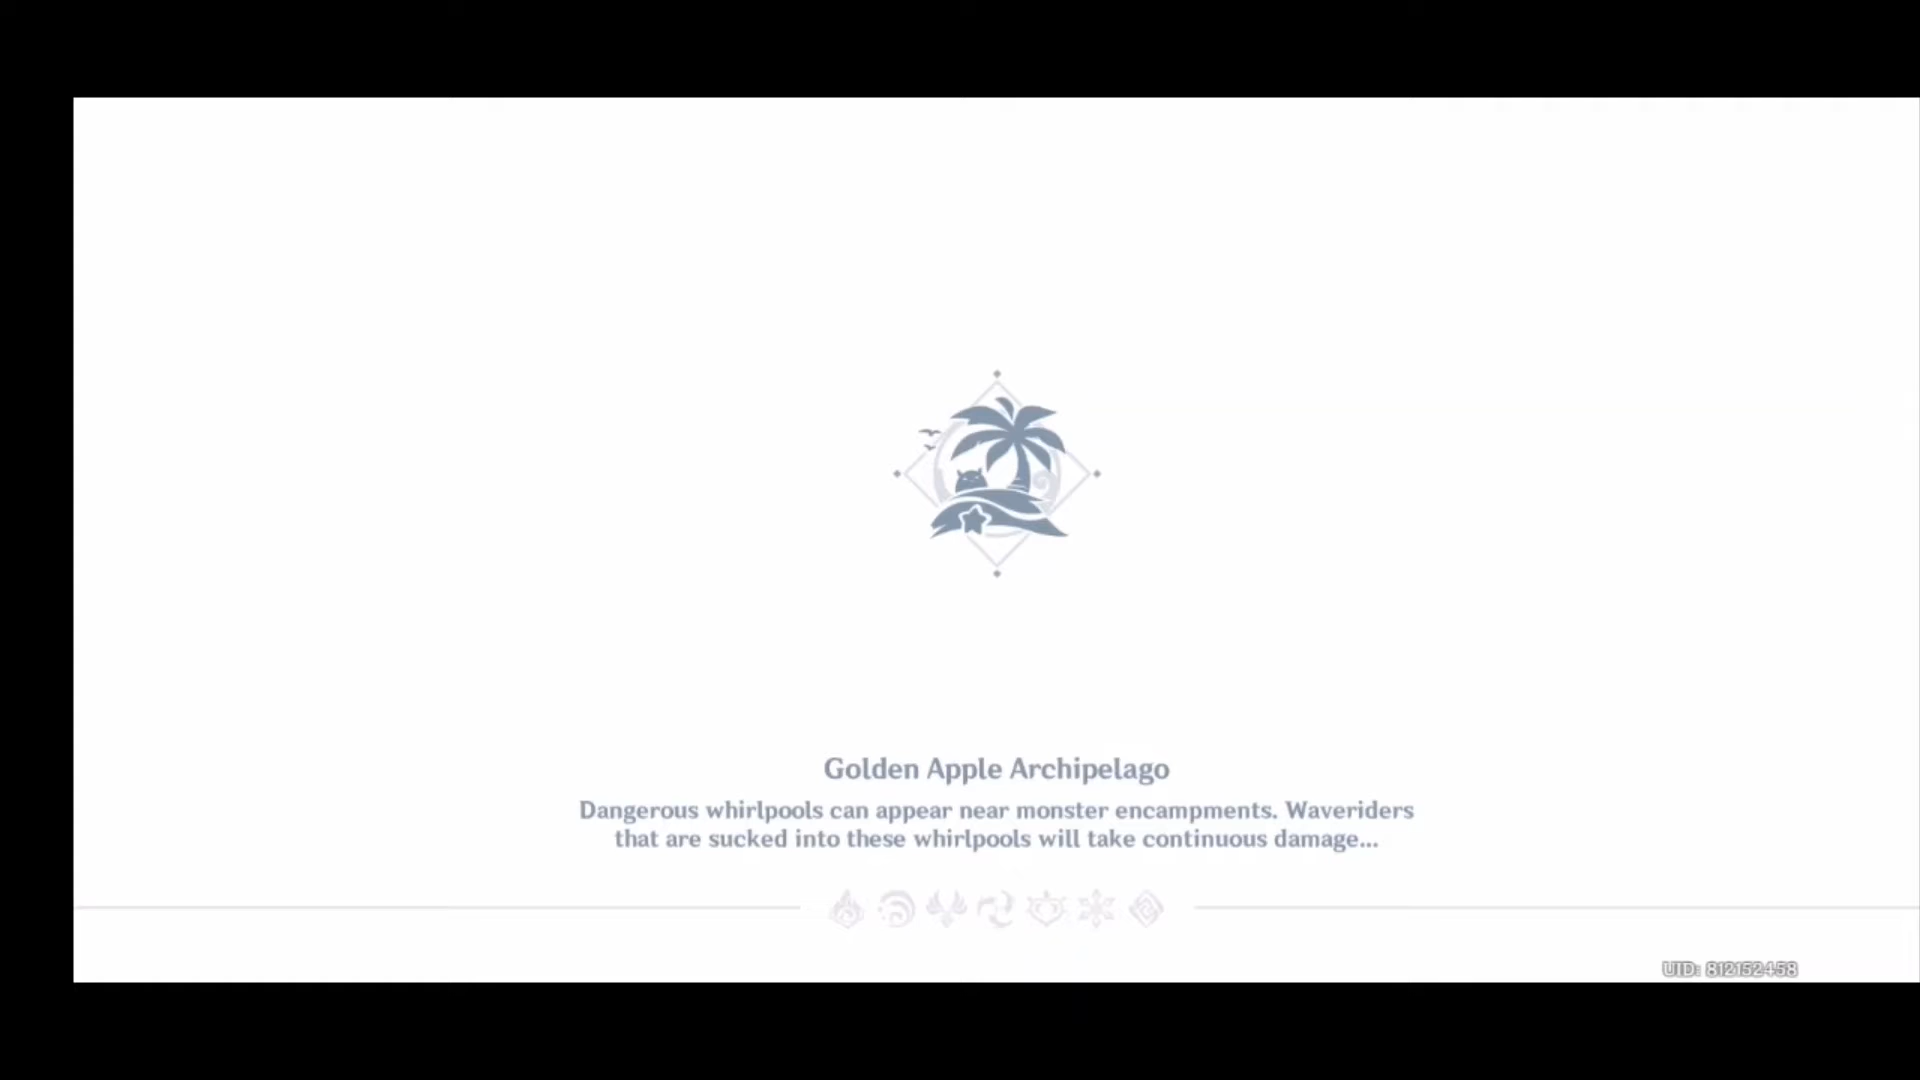 Golden Apple Archipelago
Dangerous whirlpools can appear near monster encampments. Waveriders
that are sucked into these whirlpools will take continuous damage...
UID: 812152458